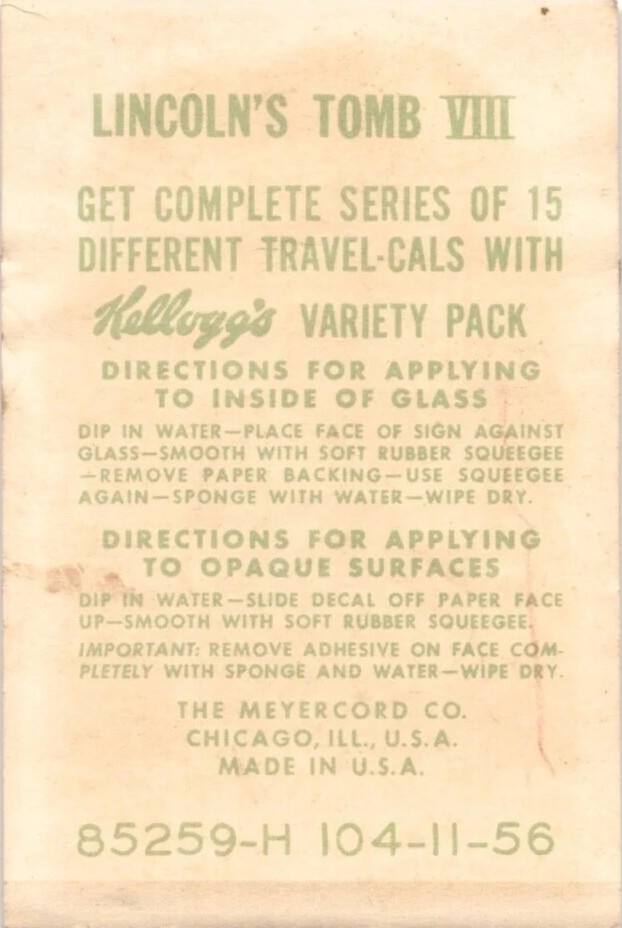 LINCOLN'S TOMB VIII
GET COMPLETE SERIES OF 15
DIFFERENT TRAVEL-CALS WITH
Kellogg's VARIETY PACK
DIRECTIONS FOR APPLYING
TO INSIDE OF GLASS
DIP IN WATER—PLACE FACE OF SIGN AGAINST
GLASS—SMOOTH WITH SOFT RUBBER SQUEEGEE
—REMOVE PAPER BACKING—USE SQUEEGEE
AGAIN—SPONGE WITH WATER—WIPE DRY.
DIRECTIONS FOR APPLYING
TO OPAQUE SURFACES
DIP IN WATER—SLIDE DECAL OFF PAPER FACE
UP—SMOOTH WITH SOFT RUBBER SQUEEGEE.
IMPORTANT: REMOVE ADHESIVE ON FACE COM-
PLETELY WITH SPONGE AND WATER—WIPE DRY.
THE MEYERCORD CO.
CHICAGO, ILL., U.S.A.
MADE IN U.S.A.
85259-H 104-11-56